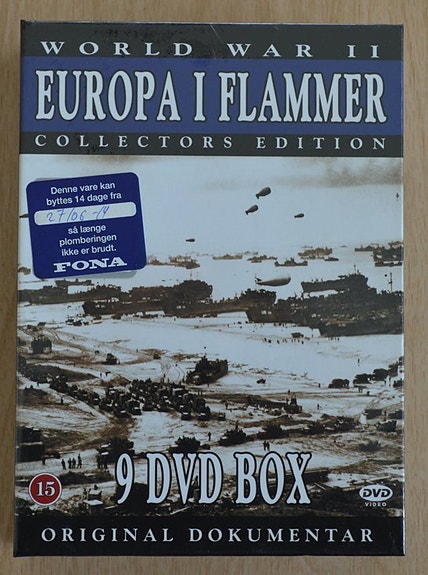 WORLD WAR II
EUROPA I FLAMMER
COLLECTORS EDITION
Denne vare kan
byttes 14 dage fra
27/06-14
så længe
plomberingen
ikke er brudt.
FONA
9 DVD BOX
15
DVD
VIDEO
ORIGINAL DOKUMENTAR